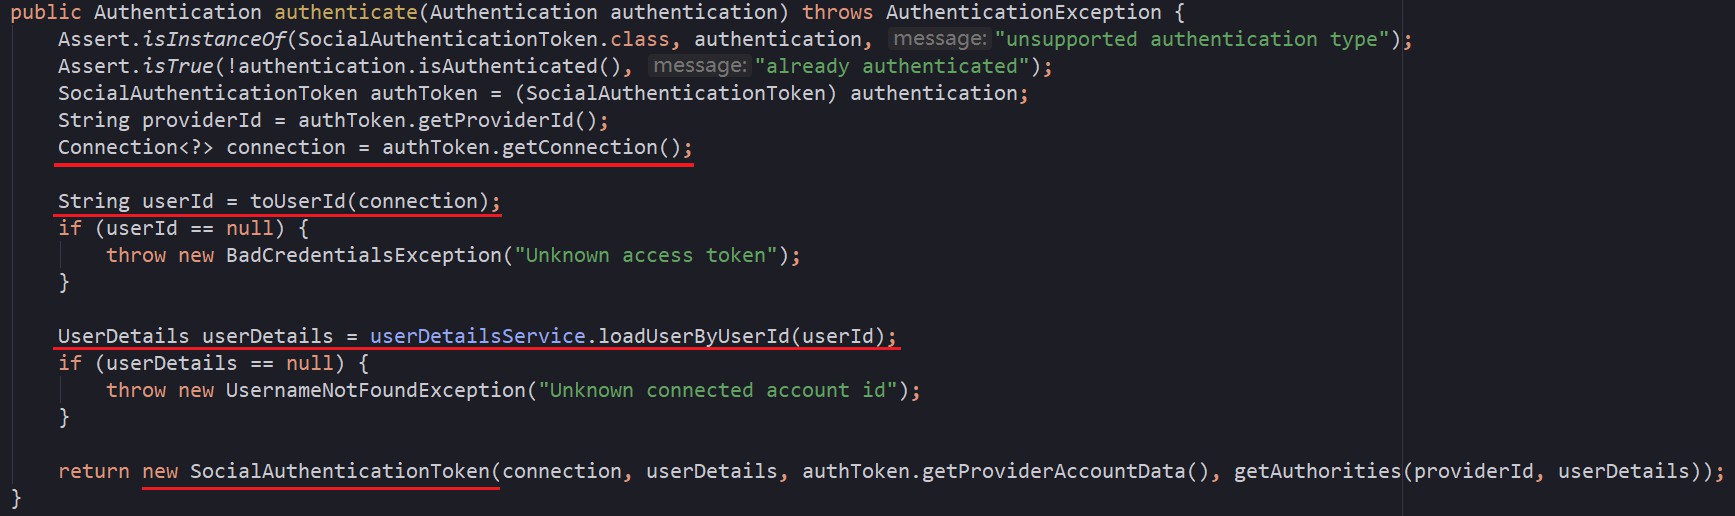 public Authentication authenticate(Authentication authentication) throws AuthenticationException {
    Assert.isInstanceOf(SocialAuthenticationToken.class, authentication, message: "unsupported authentication type");
    Assert.isTrue(!authentication.isAuthenticated(), message: "already authenticated");
    SocialAuthenticationToken authToken = (SocialAuthenticationToken) authentication;
    String providerId = authToken.getProviderId();
    Connection<?> connection = authToken.getConnection();
    String userId = toUserId(connection);
    if (userId == null) {
        throw new BadCredentialsException("Unknown access token");
    }
    UserDetails userDetails = userDetailsService.loadUserByUserId(userId);
    if (userDetails == null) {
        throw new UsernameNotFoundException("Unknown connected account id");
    }
    return new SocialAuthenticationToken(connection, userDetails, authToken.getProviderAccountData(), getAuthorities(providerId, userDetails));
}